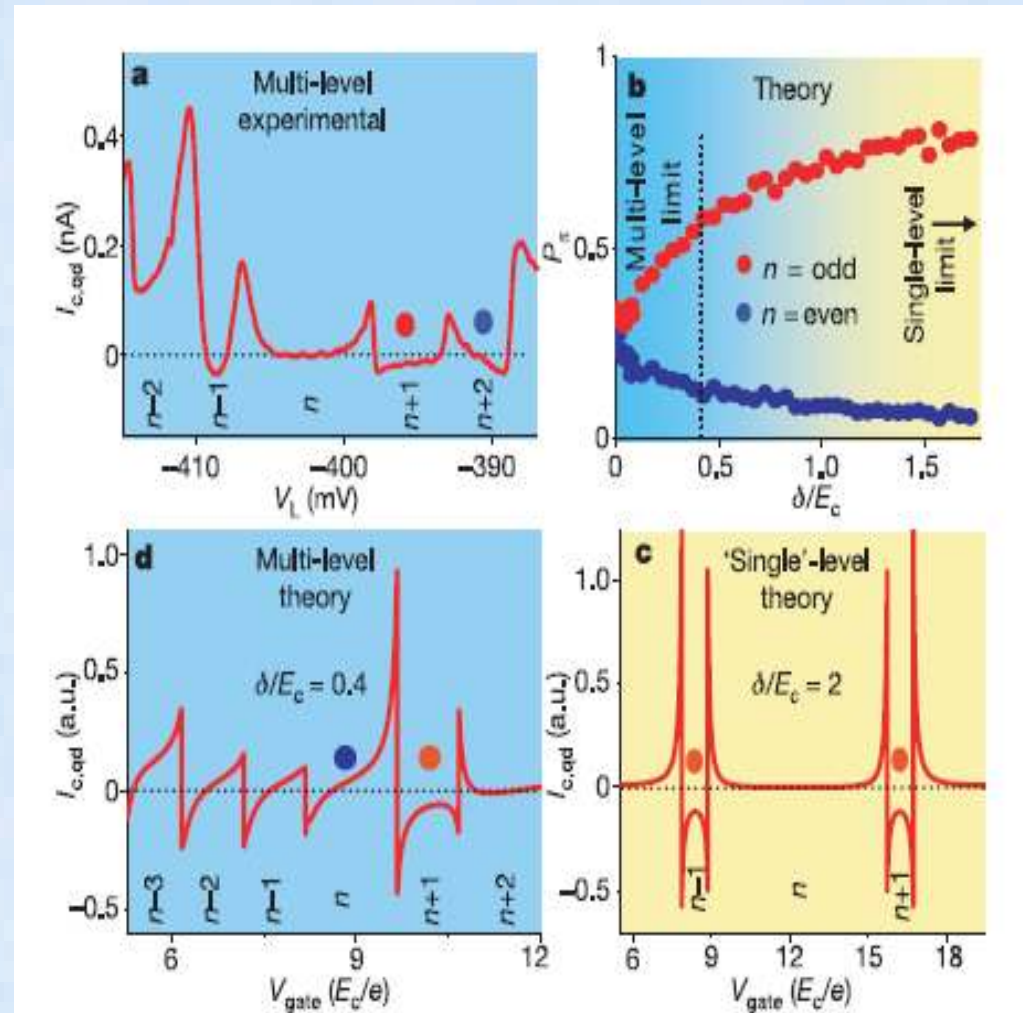 a
Multi-level
experimental
0.4
0.2
0
I_c,qd (nA)
n–2
n–1
n
n+1
n+2
–410
–400
–390
V_L (mV)
b
Theory
1
0.5
0
P_π
Multi-level
limit
Single-level
limit
n = odd
n = even
0
0.5
1.0
1.5
δ/E_c
d
Multi-level
theory
δ/E_c = 0.4
1.0
0.5
0
–0.5
I_c,qd (a.u.)
n–3
n–2
n–1
n
n+1
n+2
6
9
12
V_gate (E_c/e)
c
'Single'-level
theory
δ/E_c = 2
1.0
0.5
0
–0.5
I_c,qd (a.u.)
n–1
n
n+1
6
9
12
15
18
V_gate (E_c/e)